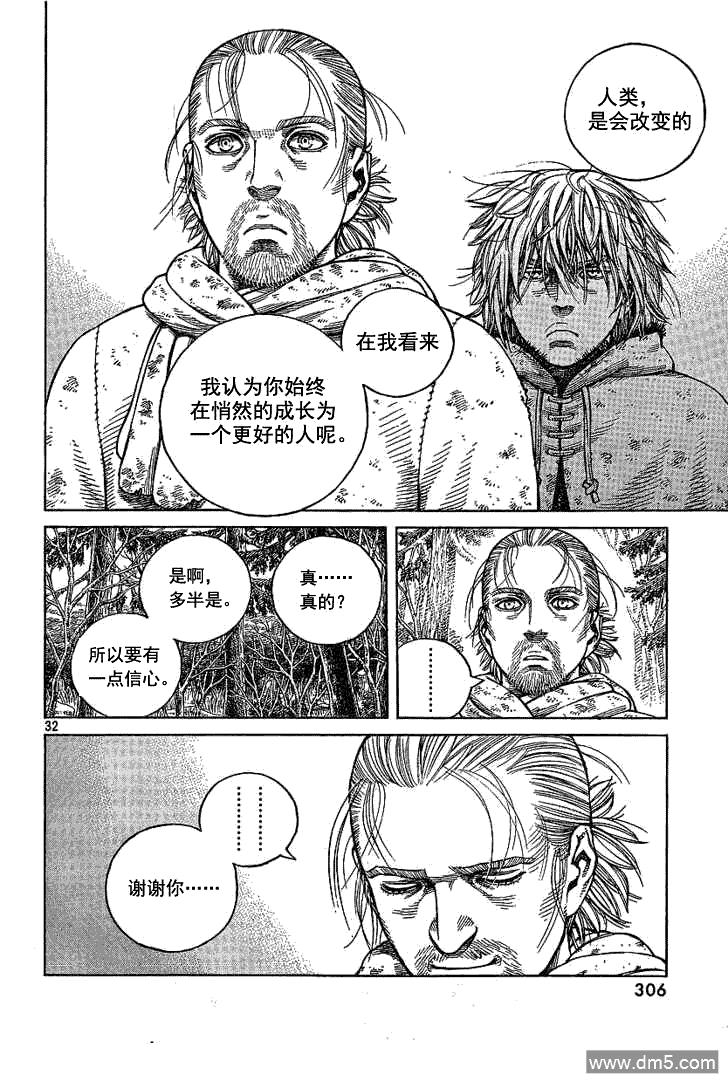 人类，
是会改变的
在我看来
我认为你始终
在悄然的成长为
一个更好的人呢。
真……
真的？
是啊，
多半是。
所以要有
一点信心。
……
32
……
……
谢谢你……
306
漫画
www.dm5.com